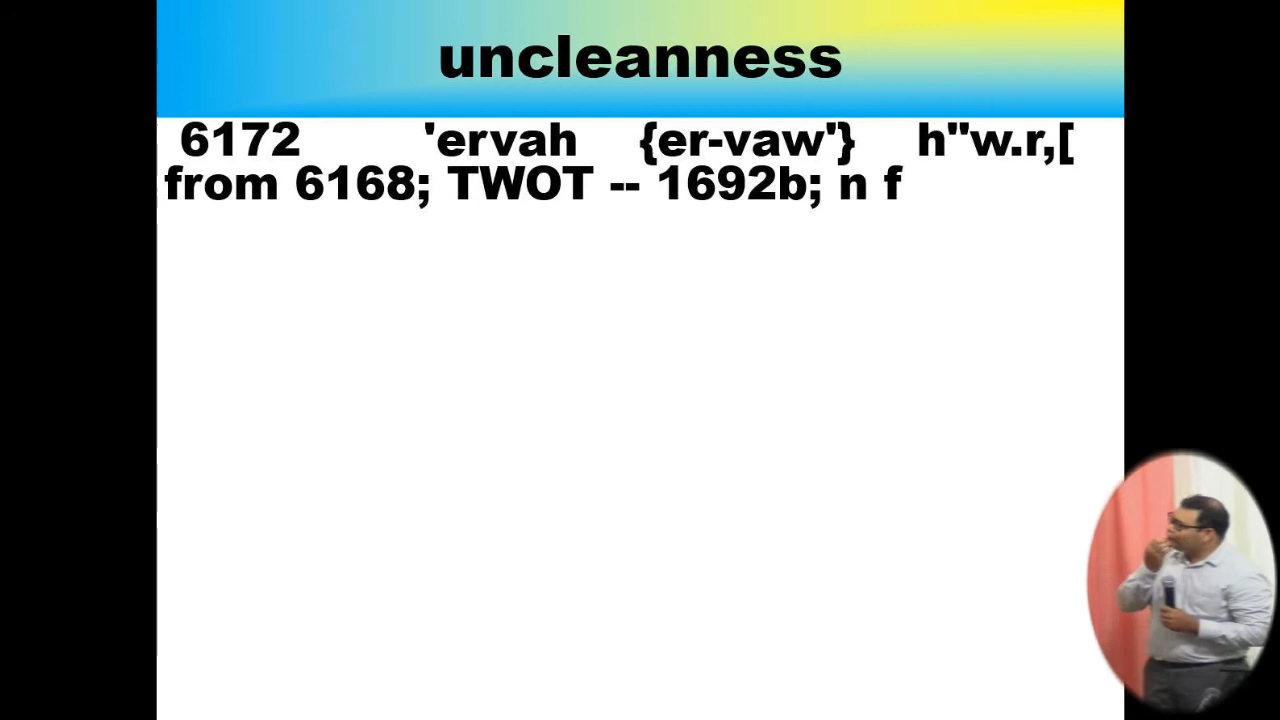 uncleanness
6172 'ervah {er-vaw'} h"w.r,[
from 6168; TWOT -- 1692b; n f